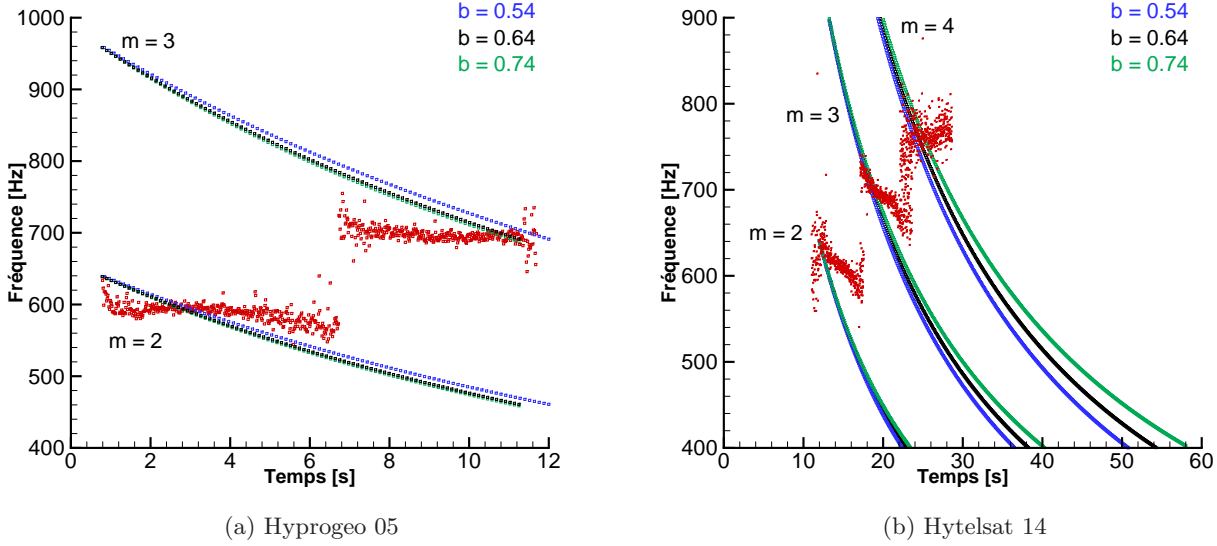 b = 0.54
b = 0.64
b = 0.74
m = 3
m = 2
Fréquence [Hz]
1000
900
800
700
600
500
400
0 2 4 6 8 10 12
Temps [s]
(a) Hyprogeo 05
b = 0.54
b = 0.64
b = 0.74
m = 4
m = 3
m = 2
Fréquence [Hz]
900
800
700
600
500
400
0 10 20 30 40 50 60
Temps [s]
(b) Hytelsat 14